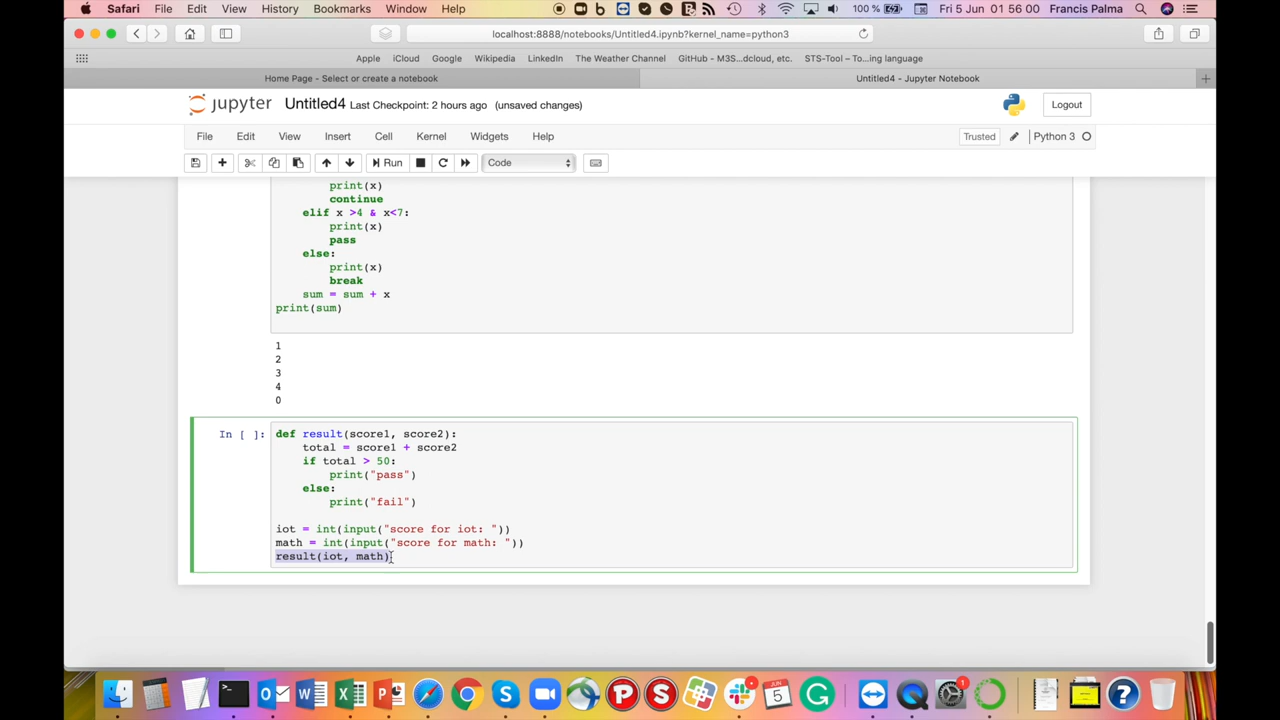 Safari File Edit View History Bookmarks Window Help 100 % Fri 5 Jun 01 56 00 Francis Palma
localhost:8888/notebooks/Untitled4.ipynb?kernel_name=python3
Apple iCloud Google Wikipedia LinkedIn The Weather Channel GitHub - M3S...dcloud, etc. STS-Tool – To...ing language
Home Page - Select or create a notebook Untitled4 - Jupyter Notebook
jupyter Untitled4 Last Checkpoint: 2 hours ago (unsaved changes) Logout
File Edit View Insert Cell Kernel Widgets Help Trusted Python 3
Run Code
print(x)
continue
elif x >4 & x<7:
print(x)
pass
else:
print(x)
break
sum = sum + x
print(sum)
1
2
3
4
0
In [ ]: def result(score1, score2):
total = score1 + score2
if total > 50:
print("pass")
else:
print("fail")
iot = int(input("score for iot: "))
math = int(input("score for math: "))
result(iot, math)